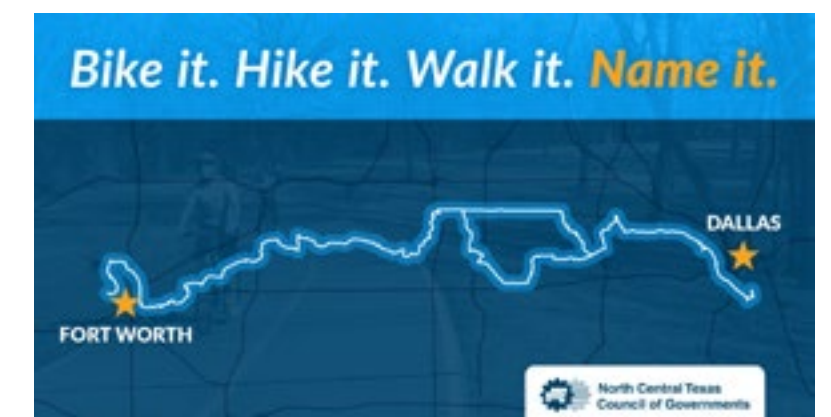 Bike it. Hike it. Walk it. Name it.
DALLAS
FORT WORTH
North Central Texas
Council of Governments